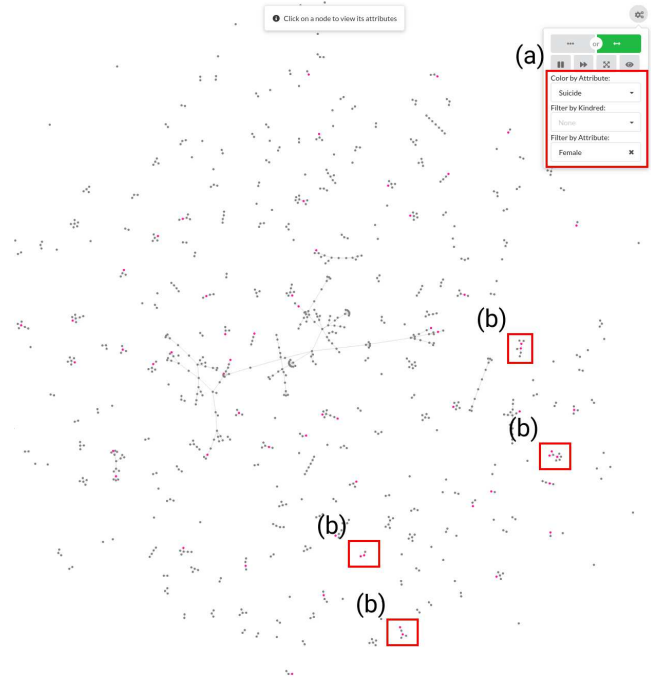 Click on a node to view its attributes
(a)
or
Color by Attribute:
Suicide
Filter by Kindred:
None
Filter by Attribute:
Female
(b)
(b)
(b)
(b)